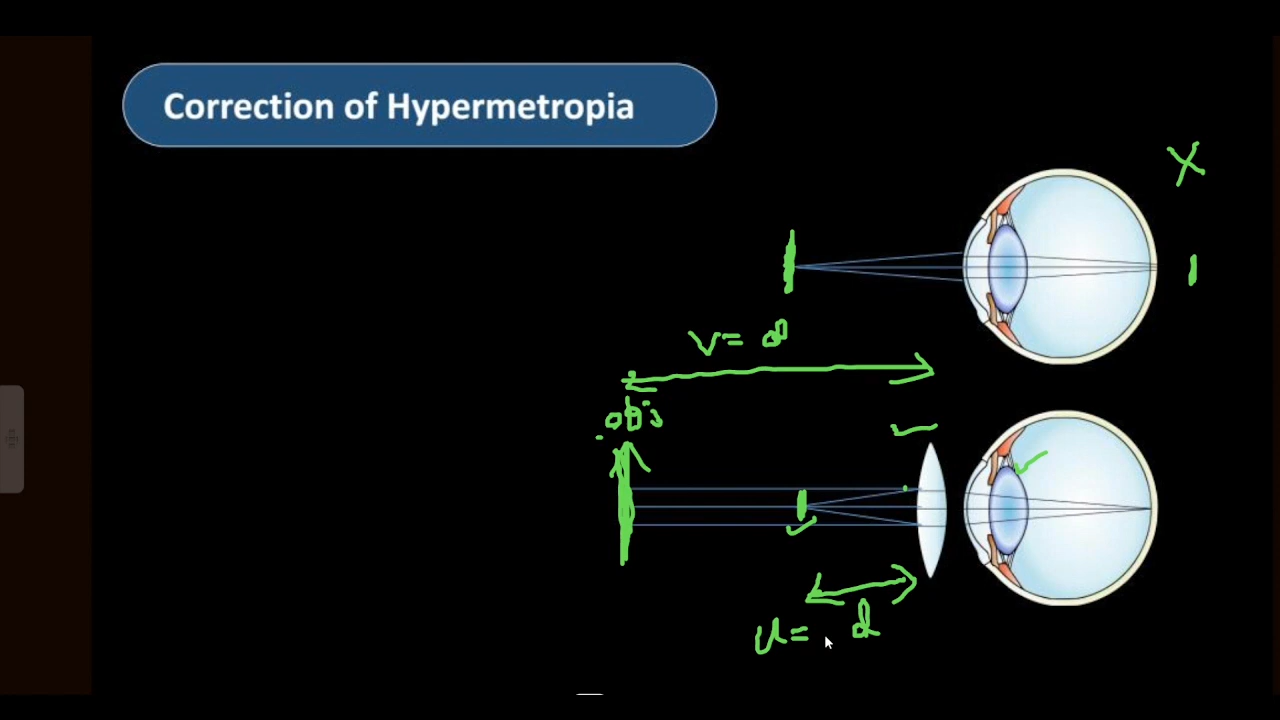 Correction of Hypermetropia
X
v= ∞
obj
u= d